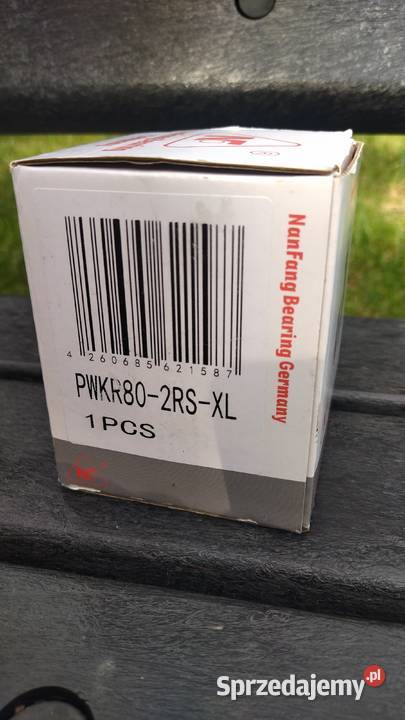 4 260685 621587
PWKR80-2RS-XL
1PCS
NanFang Bearing Germany
Sprzedajemy.pl